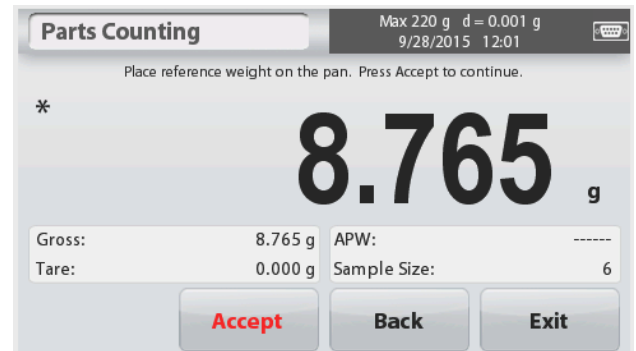 Parts Counting
Max 220 g d = 0.001 g
9/28/2015 12:01
Place reference weight on the pan. Press Accept to continue.
*
8.765 g
Gross: 8.765 g APW: ------
Tare: 0.000 g Sample Size: 6
Accept Back Exit